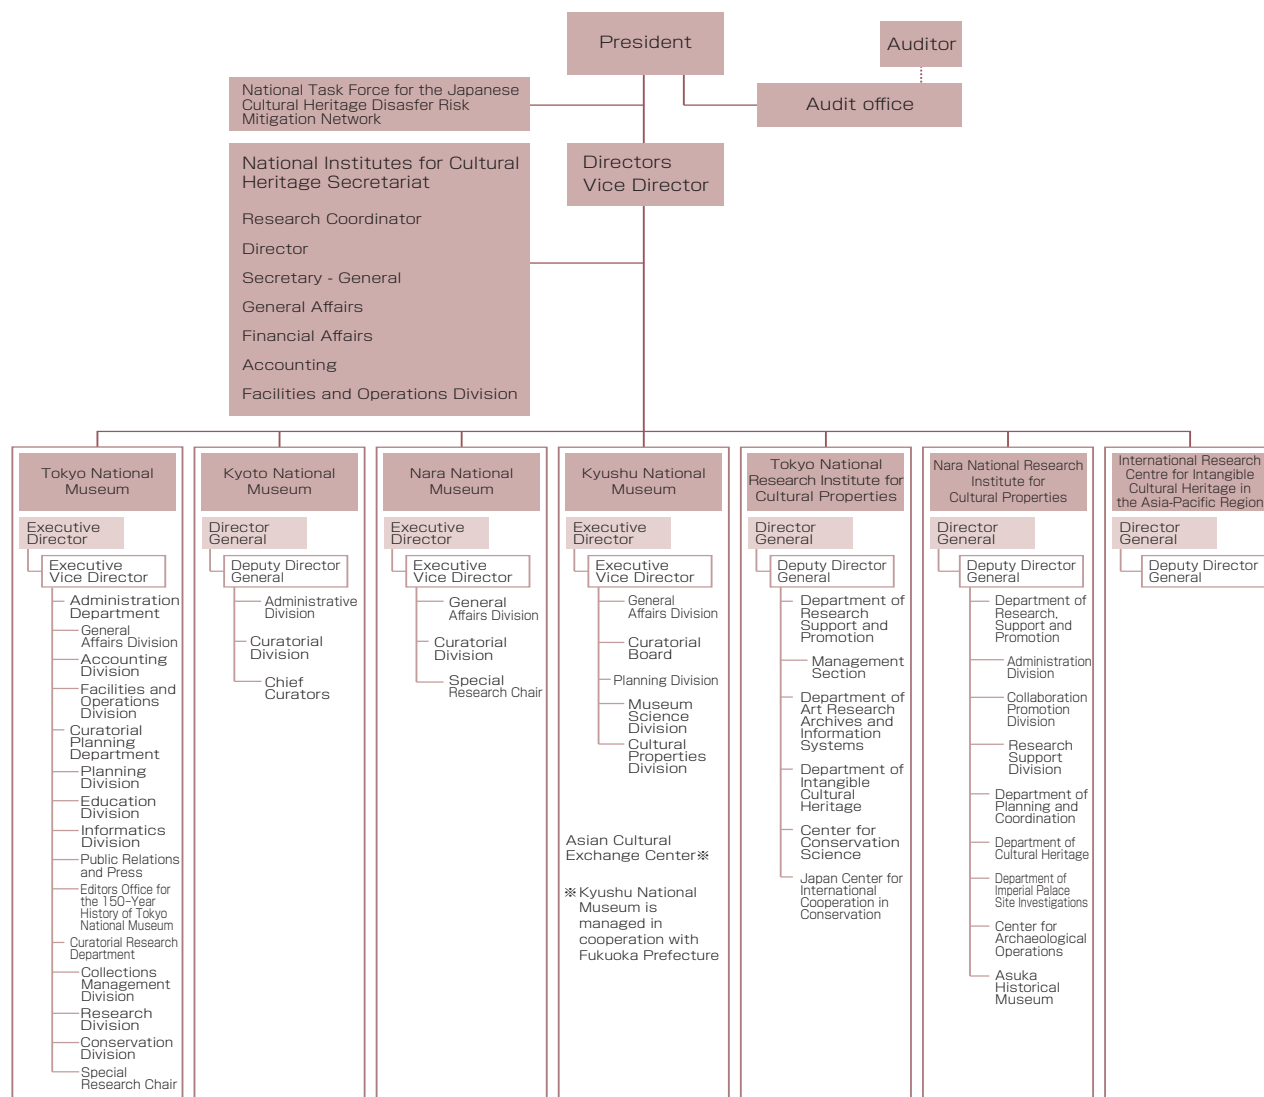 President
Auditor
Audit office
National Task Force for the Japanese
Cultural Heritage Disasfer Risk
Mitigation Network
National Institutes for Cultural
Heritage Secretariat
Research Coordinator
Director
Secretary - General
General Affairs
Financial Affairs
Accounting
Facilities and Operations Division
Directors
Vice Director
Tokyo National
Museum
Executive
Director
Executive
Vice Director
Administration
Department
General
Affairs Division
Accounting
Division
Facilities and
Operations
Division
Curatorial
Planning
Department
Planning
Division
Education
Division
Informatics
Division
Public Relations
and Press
Editors Office for
the 150-Year
History of Tokyo
National Museum
Curatorial Research
Department
Collections
Management
Division
Research
Division
Conservation
Division
Special
Research Chair
Kyoto National
Museum
Director
General
Deputy Director
General
Administrative
Division
Curatorial
Division
Chief
Curators
Nara National
Museum
Executive
Director
Executive
Vice Director
General
Affairs Division
Curatorial
Division
Special
Research Chair
Kyushu National
Museum
Executive
Director
Executive
Vice Director
General
Affairs Division
Curatorial
Board
Planning Division
Museum
Science
Division
Cultural
Properties
Division
Asian Cultural
Exchange Center※
※Kyushu National
Museum is
managed in
cooperation with
Fukuoka Prefecture
Tokyo National
Research Institute for
Cultural Properties
Director
General
Deputy Director
General
Department of
Research
Support and
Promotion
Management
Section
Department of
Art Research
Archives and
Information
Systems
Department of
Intangible
Cultural
Heritage
Center for
Conservation
Science
Japan Center for
International
Cooperation in
Conservation
Nara National Research
Institute for
Cultural Properties
Director
General
Deputy Director
General
Department of
Research,
Support and
Promotion
Administration
Division
Collaboration
Promotion
Division
Research
Support
Division
Department of
Planning and
Coordination
Department of
Cultural Heritage
Department of
Imperial Palace
Site Investigations
Center for
Archaeological
Operations
Asuka
Historical
Museum
International Research
Centre for Intangible
Cultural Heritage in
the Asia-Pacific Region
Director
General
Deputy Director
General